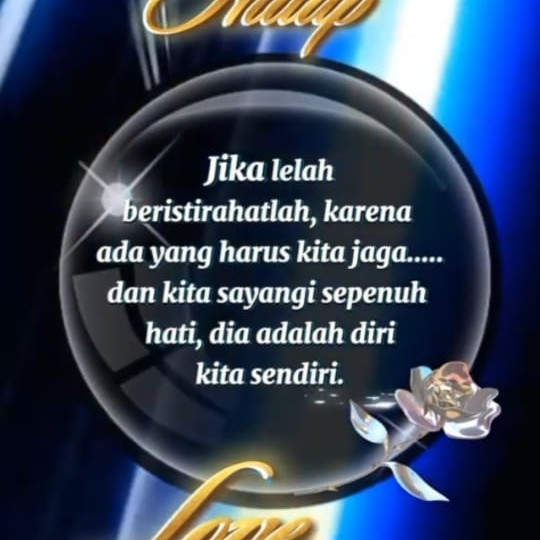 Hidup
Jika lelah
beristirahatlah, karena
ada yang harus kita jaga.....
dan kita sayangi sepenuh
hati, dia adalah diri
kita sendiri.
Love